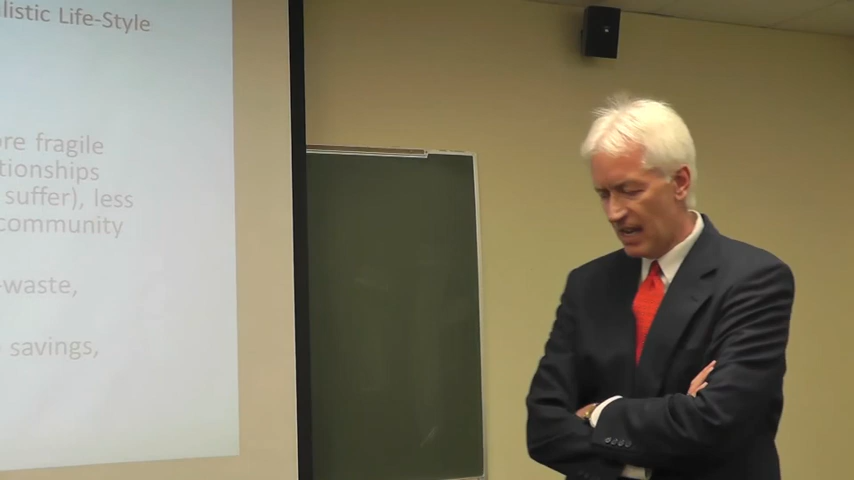 listic Life-Style
ore fragile
tionships
suffer), less
community
-waste,
savings,